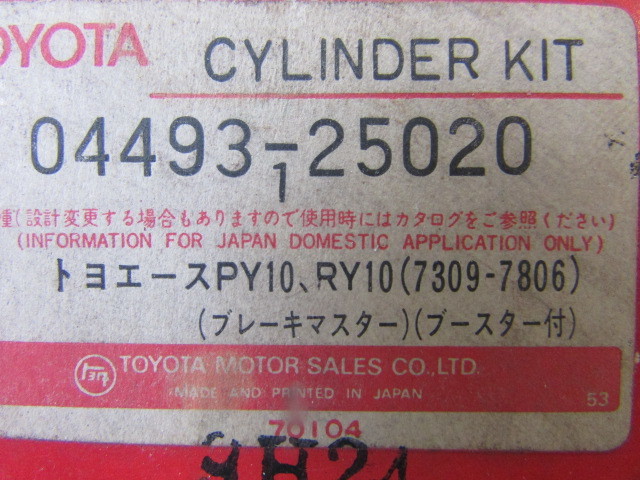 TOYOTA CYLINDER KIT
04493-25020
1
種(設計変更する場合もありますので使用時にはカタログをご参照ください)
(INFORMATION FOR JAPAN DOMESTIC APPLICATION ONLY)
トヨエースPY10、RY10(7309-7806)
(ブレーキマスター)(ブースター付)
トヨタ TOYOTA MOTOR SALES CO.,LTD.
MADE AND PRINTED IN JAPAN
53
70104